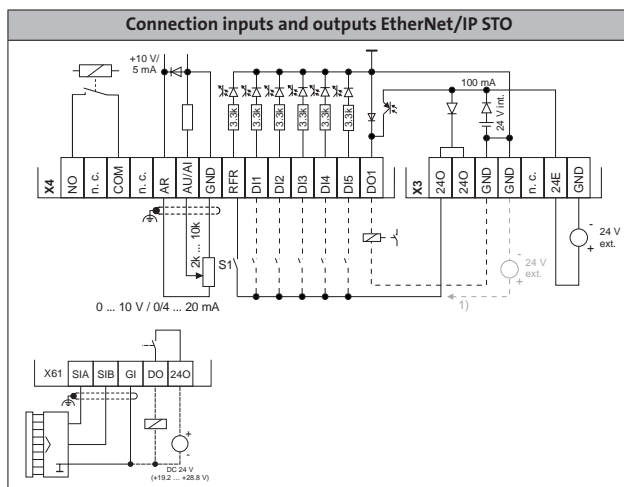 Connection inputs and outputs EtherNet/IP STO
+10 V/
5 mA
3.3k
3.3k
3.3k
3.3k
3.3k
3.3k
100 mA
24 V int.
X4
NO
n. c.
COM
n. c.
AR
AU/AI
GND
RFR
DI1
DI2
DI3
DI4
DI5
DO1
X3
24O
24O
GND
GND
n. c.
24E
GND
2k ... 10k
S1
-
24 V
ext.
+
-
24 V
ext.
+
1)
0 ... 10 V / 0/4 ... 20 mA
X61
SIA
SIB
GI
DO
24O
+
-
DC 24 V
(+19.2 ... +28.8 V)